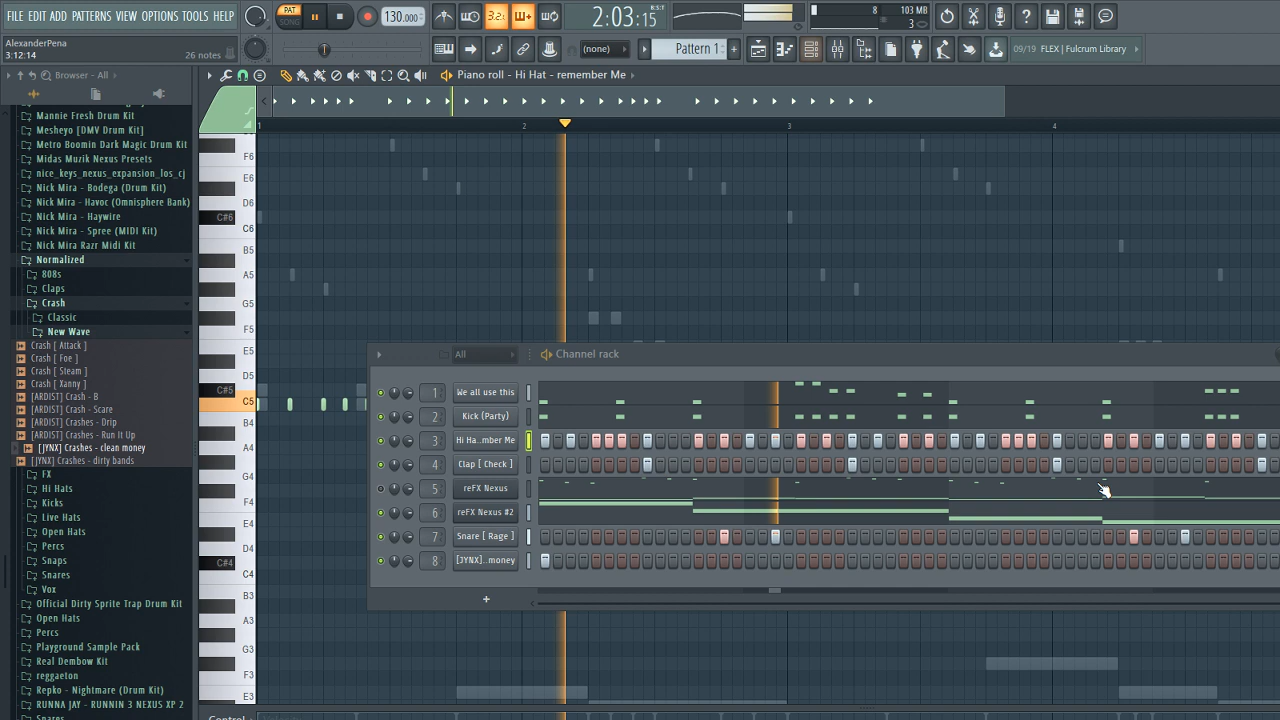 FILE EDIT ADD PATTERNS VIEW OPTIONS TOOLS HELP
PAT
SONG
130.000
3.2
2:03:15
B:S:T
8
103 MB
3
AlexanderPena
3:12:14
26 notes
(none)
Pattern 1
09/19 FLEX | Fulcrum Library
Browser - All
Piano roll - Hi Hat - remember Me
1
2
3
4
Mannie Fresh Drum Kit
Mesheyo [DMV Drum Kit]
Metro Boomin Dark Magic Drum Kit
Midas Muzik Nexus Presets
nice_keys_nexus_expansion_los_cj
Nick Mira - Bodega (Drum Kit)
Nick Mira - Havoc (Omnisphere Bank)
Nick Mira - Haywire
Nick Mira - Spree (MIDI Kit)
Nick Mira Razr Midi Kit
Normalized
808s
Claps
Crash
Classic
New Wave
Crash [ Attack ]
Crash [ Foe ]
Crash [ Steam ]
Crash [ Xanny ]
[ARDIST] Crash - B
[ARDIST] Crash - Scare
[ARDIST] Crashes - Drip
[ARDIST] Crashes - Run It Up
[JYNX] Crashes - clean money
[JYNX] Crashes - dirty bands
FX
Hi Hats
Kicks
Live Hats
Open Hats
Percs
Snaps
Snares
Vox
Official Dirty Sprite Trap Drum Kit
Open Hats
Percs
Playground Sample Pack
Real Dembow Kit
reggaeton
Repko - Nightmare (Drum Kit)
RUNNA JAY - RUNNIN 3 NEXUS XP 2
Snares
F6
E6
D6
C#6
C6
B5
A5
G5
F5
E5
D5
C#5
C5
B4
A4
G4
F4
E4
D4
C#4
C4
B3
A3
G3
F3
E3
Control
All
Channel rack
1 We all use this
2 Kick (Party)
3 Hi Ha..mber Me
4 Clap [ Check ]
5 reFX Nexus
6 reFX Nexus #2
7 Snare [ Rage ]
8 [JYNX]..money
+